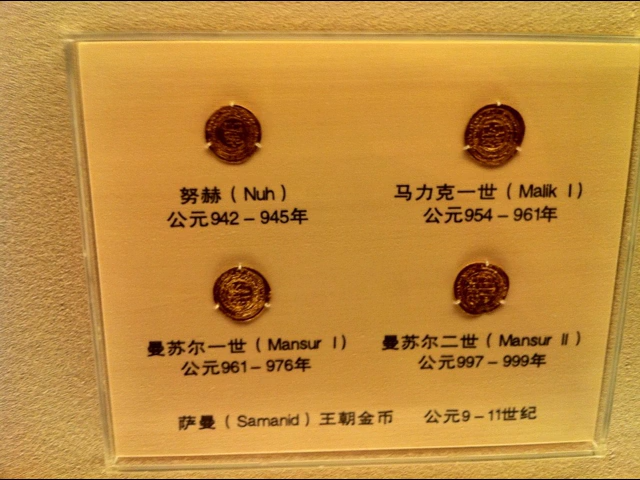 努赫（Nuh）
公元942－945年
马力克一世（Malik I）
公元954－961年
曼苏尔一世（Mansur I）
公元961－976年
曼苏尔二世（Mansur II）
公元997－999年
萨曼（Samanid）王朝金币 公元9－11世纪